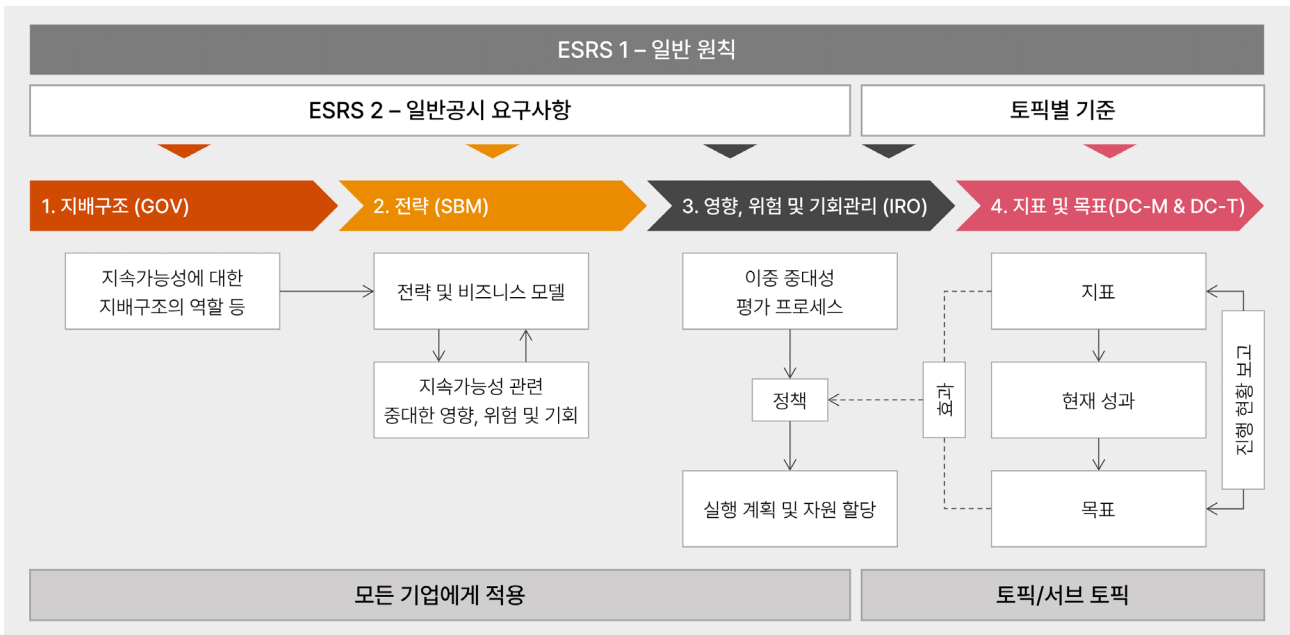 ESRS 1 – 일반 원칙
ESRS 2 – 일반공시 요구사항
토픽별 기준
1. 지배구조 (GOV)
2. 전략 (SBM)
3. 영향, 위험 및 기회관리 (IRO)
4. 지표 및 목표(DC-M & DC-T)
지속가능성에 대한
지배구조의 역할 등
전략 및 비즈니스 모델
지속가능성 관련
중대한 영향, 위험 및 기회
이중 중대성
평가 프로세스
정책
실행 계획 및 자원 할당
효과
지표
현재 성과
목표
진행 현황 보고
모든 기업에게 적용
토픽/서브 토픽